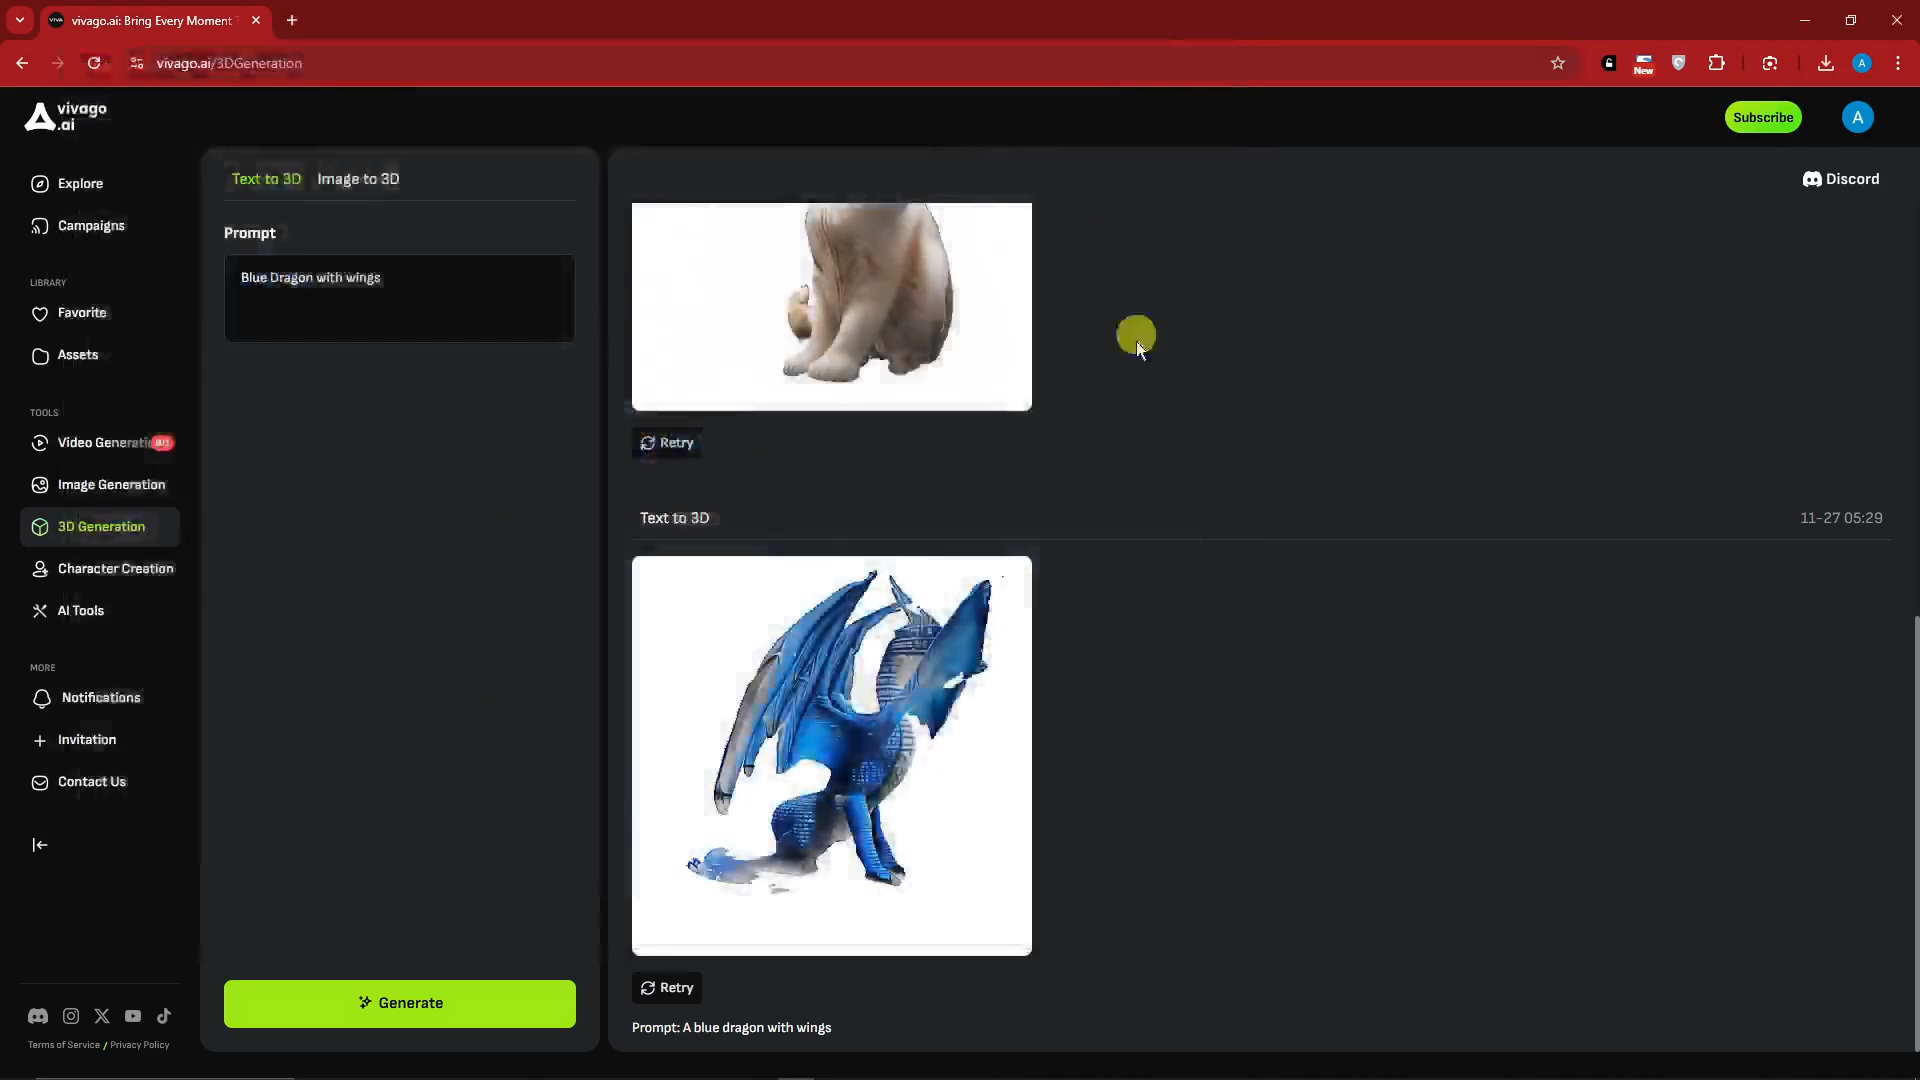 vivago.ai: Bring Every Moment T
vivago.ai/3DGeneration
New
A
vivago
.ai
Subscribe
A
Explore
Campaigns
LIBRARY
Favorite
Assets
TOOLS
Video Generatio
Image Generation
3D Generation
Character Creation
AI Tools
MORE
Notifications
Invitation
Contact Us
Terms of Service / Privacy Policy
Text to 3D Image to 3D
Prompt
Blue Dragon with wings
Generate
Discord
Retry
Text to 3D
11-27 05:29
Retry
Prompt: A blue dragon with wings